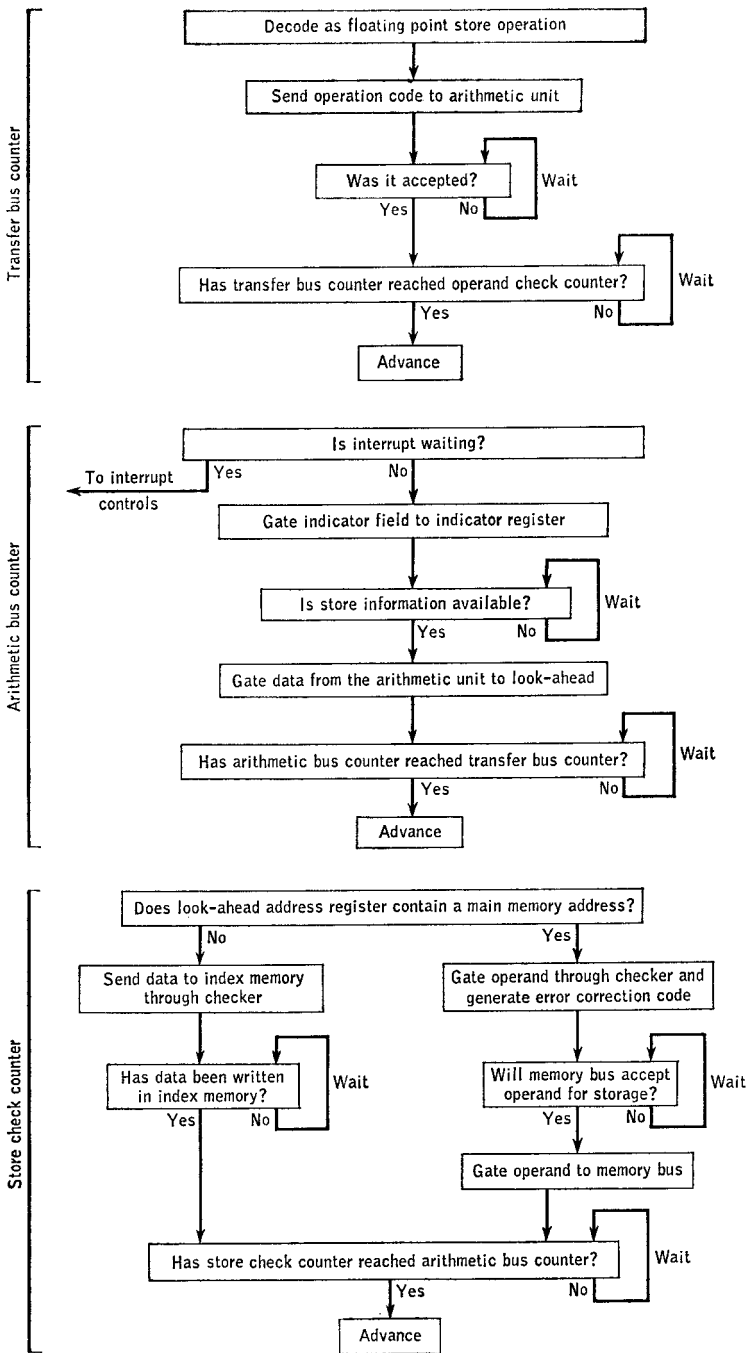 Transfer bus counter
Decode as floating point store operation
Send operation code to arithmetic unit
Was it accepted?
Wait
Yes
No
Has transfer bus counter reached operand check counter?
Wait
Yes
No
Advance
Arithmetic bus counter
Is interrupt waiting?
Yes
No
To interrupt
controls
Gate indicator field to indicator register
Is store information available?
Wait
Yes
No
Gate data from the arithmetic unit to look-ahead
Has arithmetic bus counter reached transfer bus counter?
Wait
Yes
No
Advance
Store check counter
Does look-ahead address register contain a main memory address?
No
Yes
Send data to index memory
through checker
Gate operand through checker and
generate error correction code
Has data been written
in index memory?
Wait
Yes
No
Will memory bus accept
operand for storage?
Wait
Yes
No
Gate operand to memory bus
Has store check counter reached arithmetic bus counter?
Wait
Yes
No
Advance